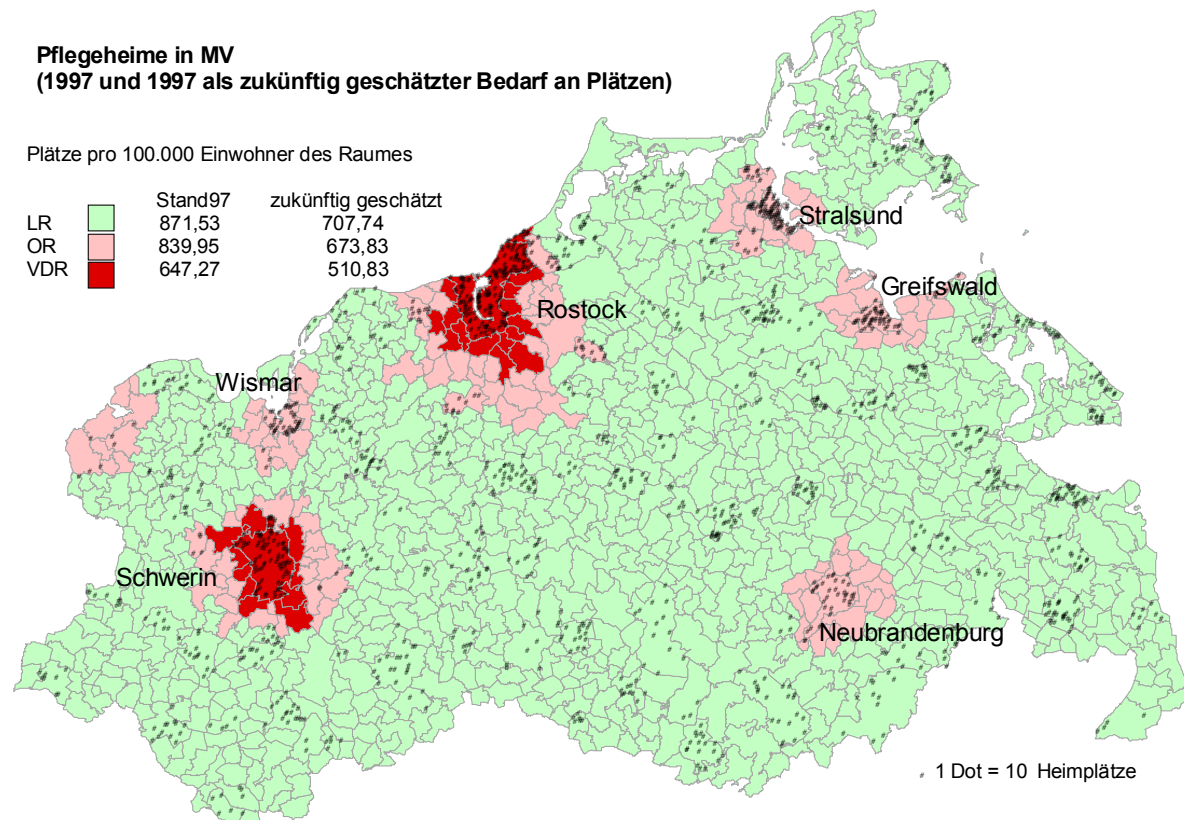 Pflegeheime in MV
(1997 und 1997 als zukünftig geschätzter Bedarf an Plätzen)
Plätze pro 100.000 Einwohner des Raumes
Stand97 zukünftig geschätzt
LR 871,53 707,74
OR 839,95 673,83
VDR 647,27 510,83
Stralsund
Greifswald
Rostock
Wismar
Schwerin
Neubrandenburg
1 Dot = 10 Heimplätze